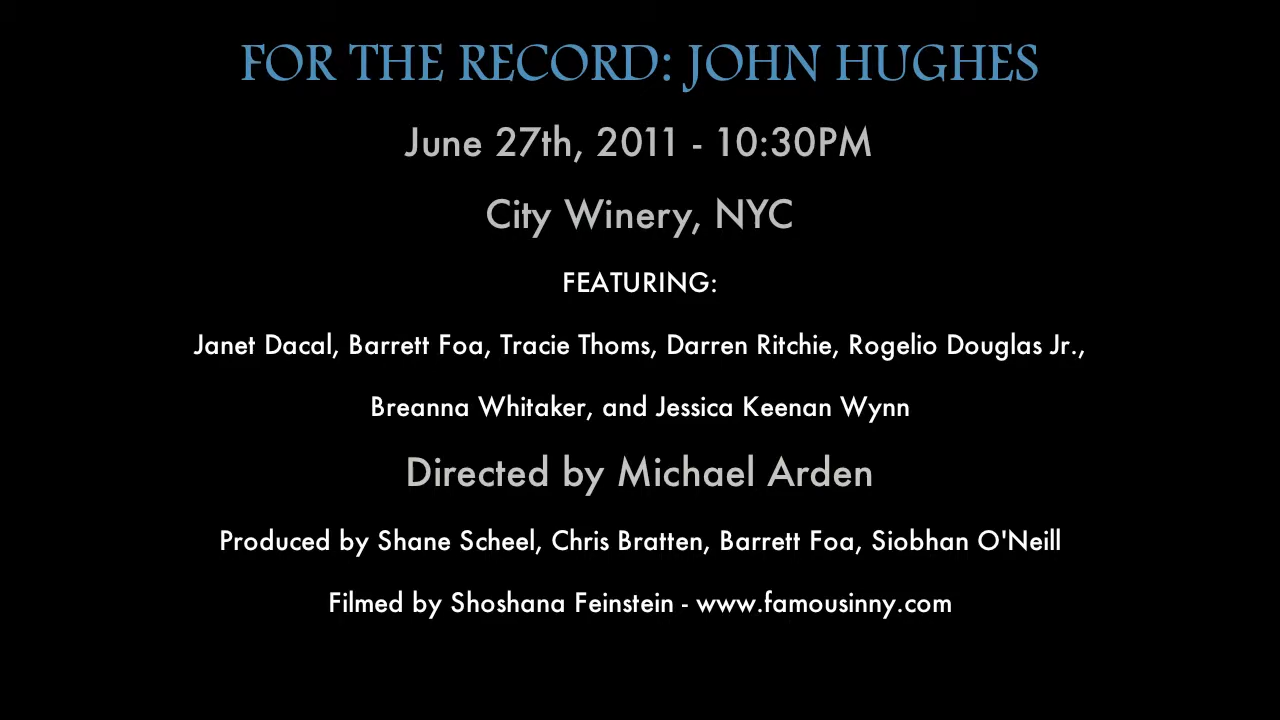 FOR THE RECORD: JOHN HUGHES
June 27th, 2011 - 10:30PM
City Winery, NYC
FEATURING:
Janet Dacal, Barrett Foa, Tracie Thoms, Darren Ritchie, Rogelio Douglas Jr.,
Breanna Whitaker, and Jessica Keenan Wynn
Directed by Michael Arden
Produced by Shane Scheel, Chris Bratten, Barrett Foa, Siobhan O'Neill
Filmed by Shoshana Feinstein - www.famousinny.com